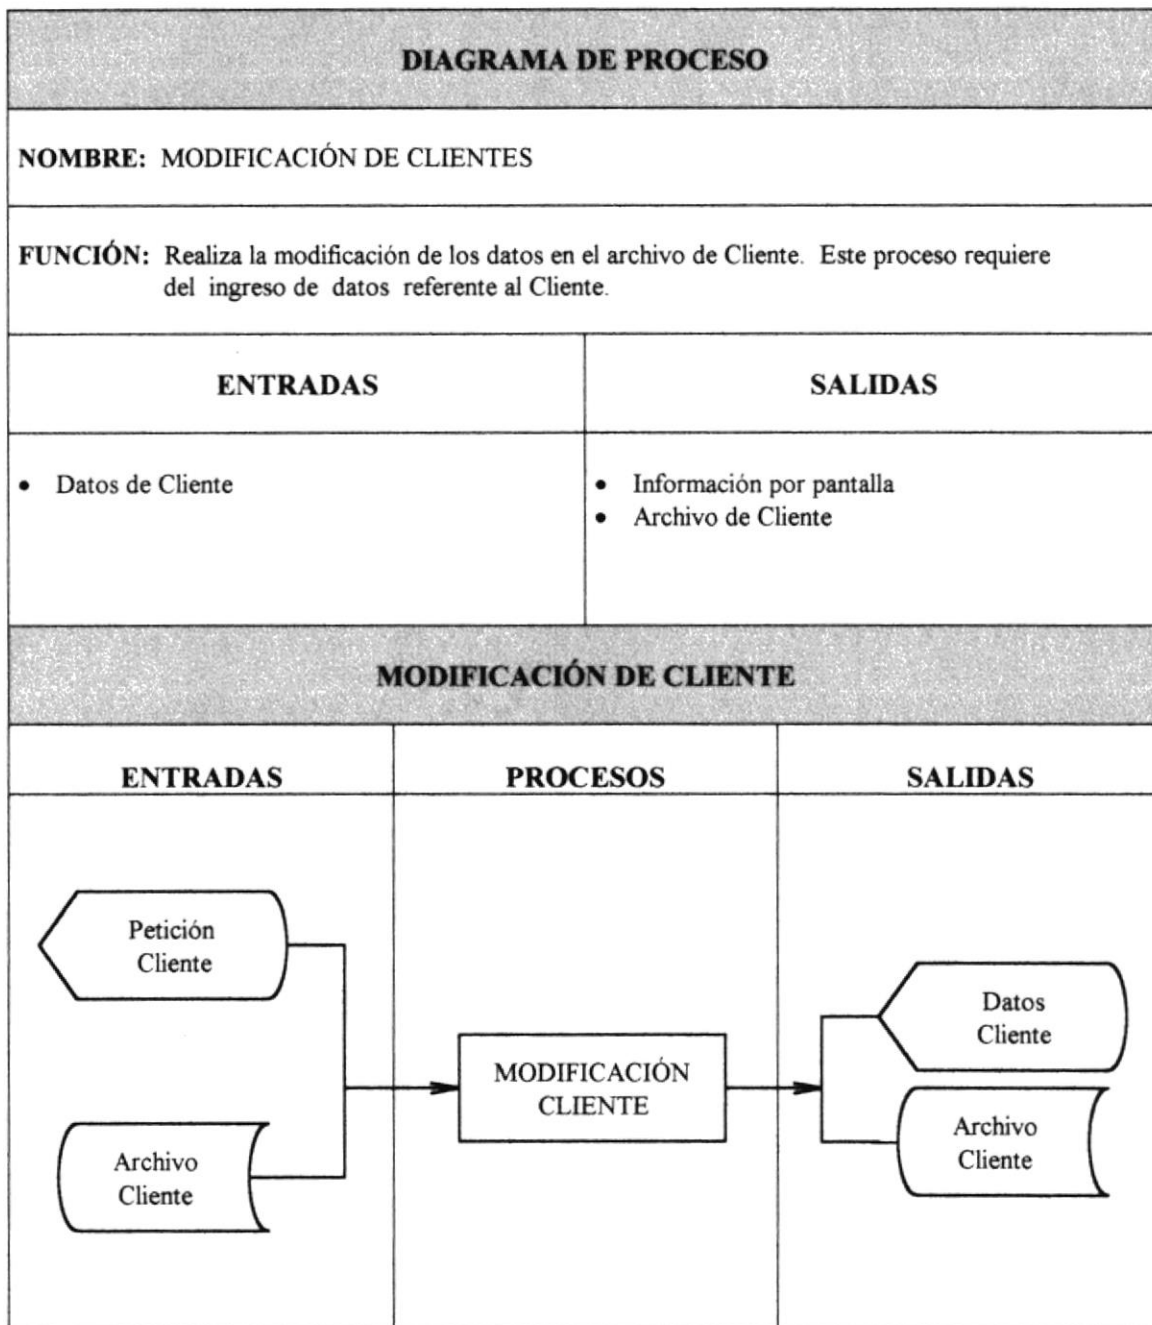 DIAGRAMA DE PROCESO
NOMBRE: MODIFICACIÓN DE CLIENTES
FUNCIÓN: Realiza la modificación de los datos en el archivo de Cliente. Este proceso requiere
del ingreso de datos referente al Cliente.
ENTRADAS
SALIDAS
• Datos de Cliente
• Información por pantalla
• Archivo de Cliente
MODIFICACIÓN DE CLIENTE
ENTRADAS
PROCESOS
SALIDAS
Petición
Cliente
Archivo
Cliente
MODIFICACIÓN
CLIENTE
Datos
Cliente
Archivo
Cliente